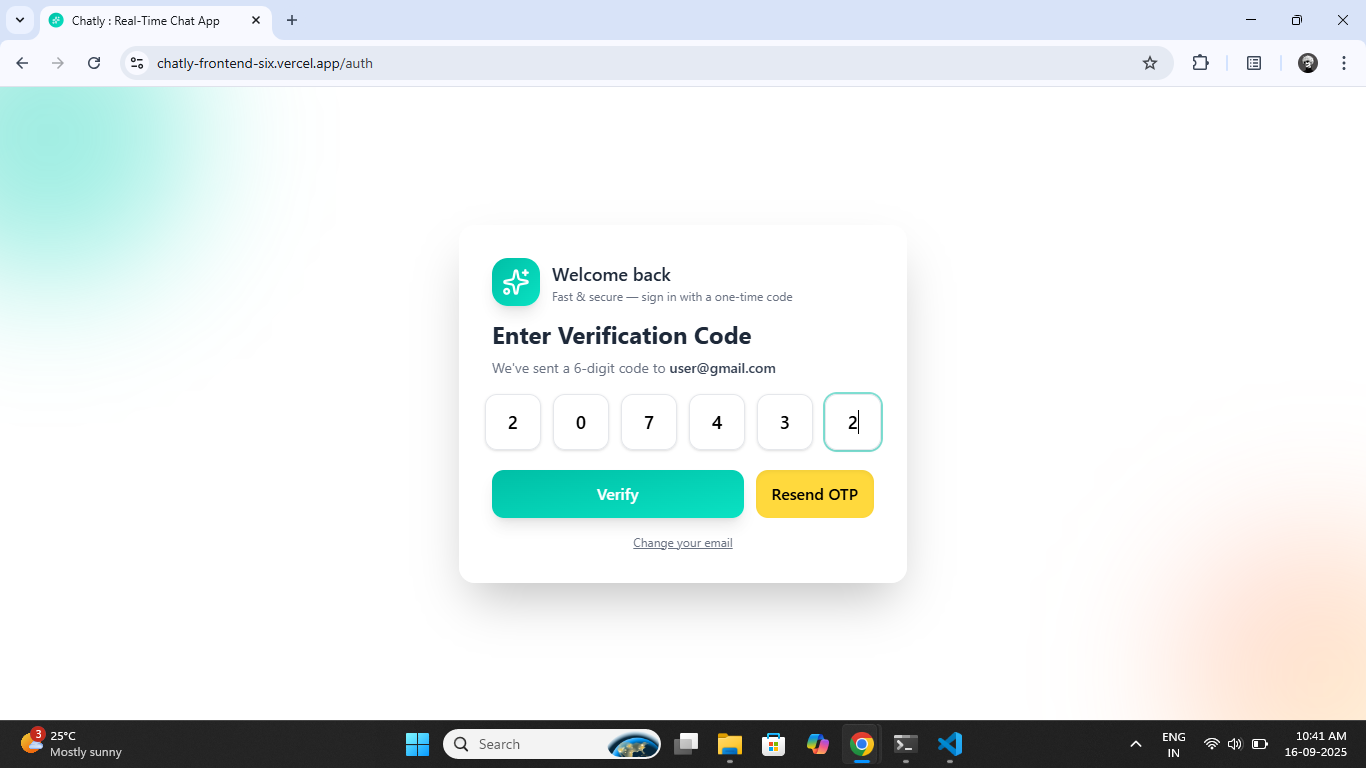 Chatly : Real-Time Chat App
chatly-frontend-six.vercel.app/auth
Welcome back
Fast & secure — sign in with a one-time code
Enter Verification Code
We've sent a 6-digit code to user@gmail.com
2 0 7 4 3 2
Verify Resend OTP
Change your email
3
25°C
Mostly sunny
Search
ENG
IN
10:41 AM
16-09-2025